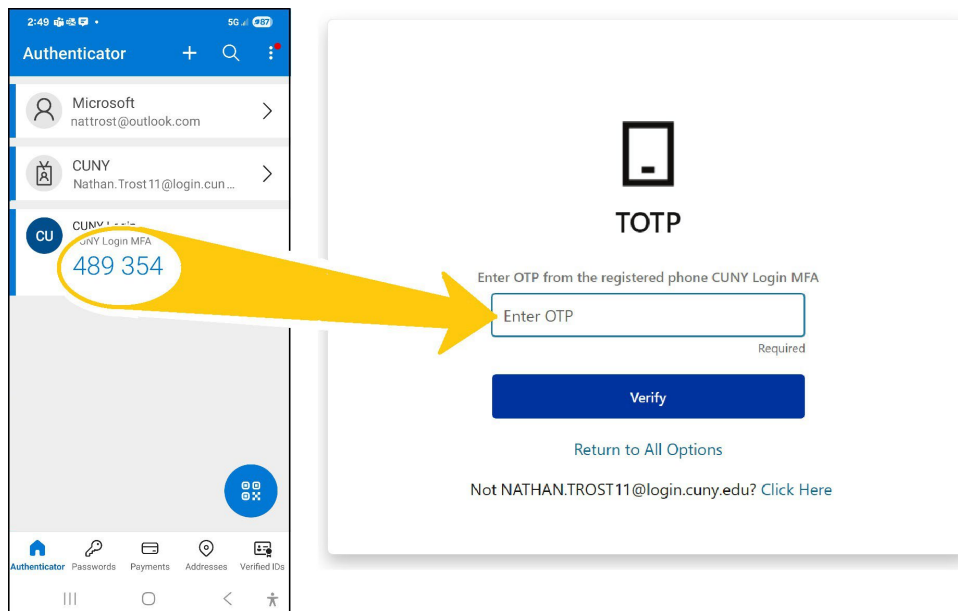 2:49
5G
87
Authenticator
Microsoft
nattrost@outlook.com
CUNY
Nathan.Trost11@login.cun...
CU
CUNY Login MFA
489 354
Authenticator
Passwords
Payments
Addresses
Verified IDs
TOTP
Enter OTP from the registered phone CUNY Login MFA
Enter OTP
Required
Verify
Return to All Options
Not NATHAN.TROST11@login.cuny.edu? Click Here